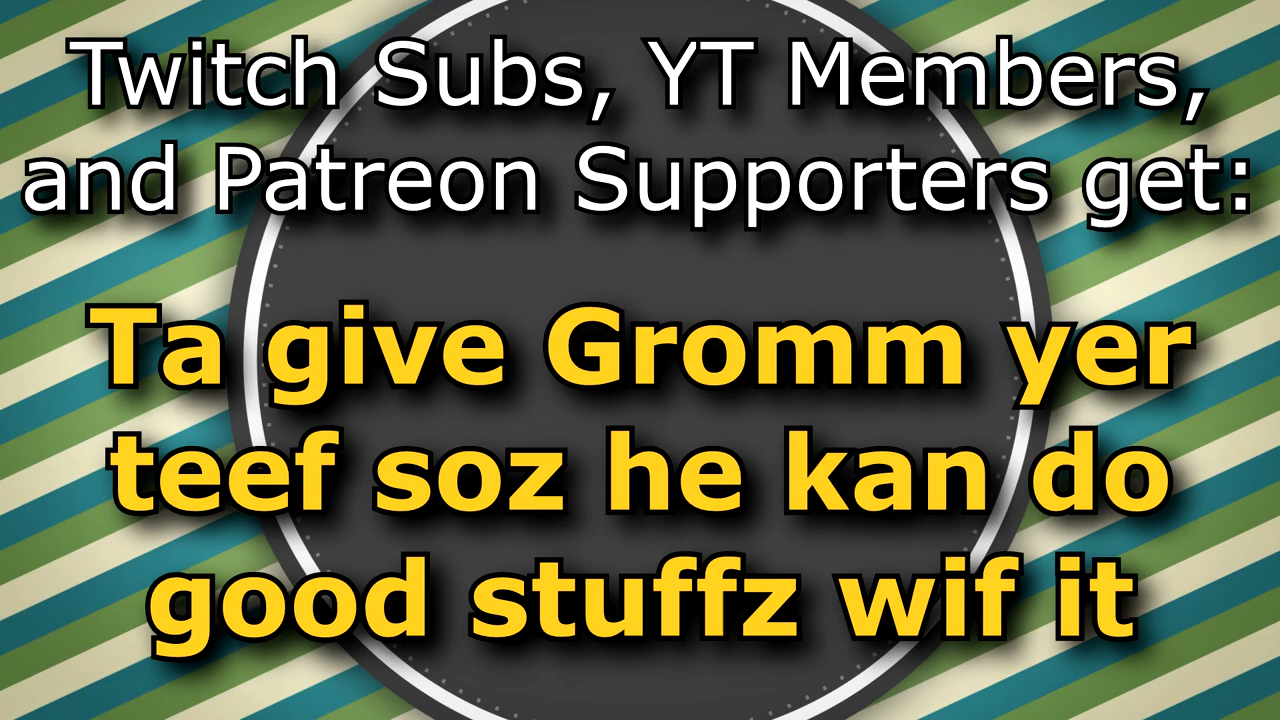 Twitch Subs, YT Members,
and Patreon Supporters get:
Ta give Gromm yer
teef soz he kan do
good stuffz wif it